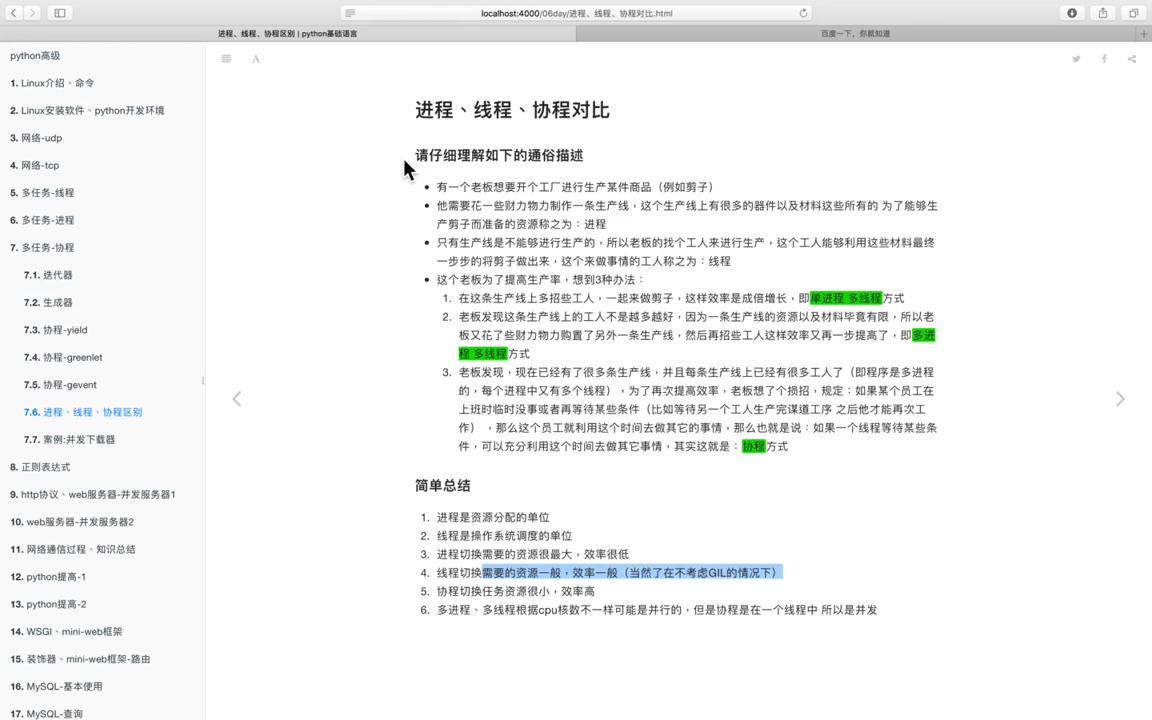 localhost:4000/06day/进程、线程、协程对比.html
进程、线程、协程区别 | python基础语言
百度一下，你就知道
python高级
1. Linux介绍、命令
2. Linux安装软件、python开发环境
3. 网络-udp
4. 网络-tcp
5. 多任务-线程
6. 多任务-进程
7. 多任务-协程
7.1. 迭代器
7.2. 生成器
7.3. 协程-yield
7.4. 协程-greenlet
7.5. 协程-gevent
7.6. 进程、线程、协程区别
7.7. 案例:并发下载器
8. 正则表达式
9. http协议、web服务器-并发服务器1
10. web服务器-并发服务器2
11. 网络通信过程、知识总结
12. python提高-1
13. python提高-2
14. WSGI、mini-web框架
15. 装饰器、mini-web框架-路由
16. MySQL-基本使用
17. MySQL-查询
A
进程、线程、协程对比
请仔细理解如下的通俗描述
有一个老板想要开个工厂进行生产某件商品（例如剪子）
他需要花一些财力物力制作一条生产线，这个生产线上有很多的器件以及材料这些所有的 为了能够生
产剪子而准备的资源称之为：进程
只有生产线是不能够进行生产的，所以老板的找个工人来进行生产，这个工人能够利用这些材料最终
一步步的将剪子做出来，这个来做事情的工人称之为：线程
这个老板为了提高生产率，想到3种办法：
1. 在这条生产线上多招些工人，一起来做剪子，这样效率是成倍增长，即单进程 多线程方式
2. 老板发现这条生产线上的工人不是越多越好，因为一条生产线的资源以及材料毕竟有限，所以老
板又花了些财力物力购置了另外一条生产线，然后再招些工人这样效率又再一步提高了，即多进
程 多线程方式
3. 老板发现，现在已经有了很多条生产线，并且每条生产线上已经有很多工人了（即程序是多进程
的，每个进程中又有多个线程），为了再次提高效率，老板想了个损招，规定：如果某个员工在
上班时临时没事或者再等待某些条件（比如等待另一个工人生产完谋道工序 之后他才能再次工
作），那么这个员工就利用这个时间去做其它的事情，那么也就是说：如果一个线程等待某些条
件，可以充分利用这个时间去做其它事情，其实这就是：协程方式
简单总结
1. 进程是资源分配的单位
2. 线程是操作系统调度的单位
3. 进程切换需要的资源很最大，效率很低
4. 线程切换需要的资源一般，效率一般（当然了在不考虑GIL的情况下）
5. 协程切换任务资源很小，效率高
6. 多进程、多线程根据cpu核数不一样可能是并行的，但是协程是在一个线程中 所以是并发